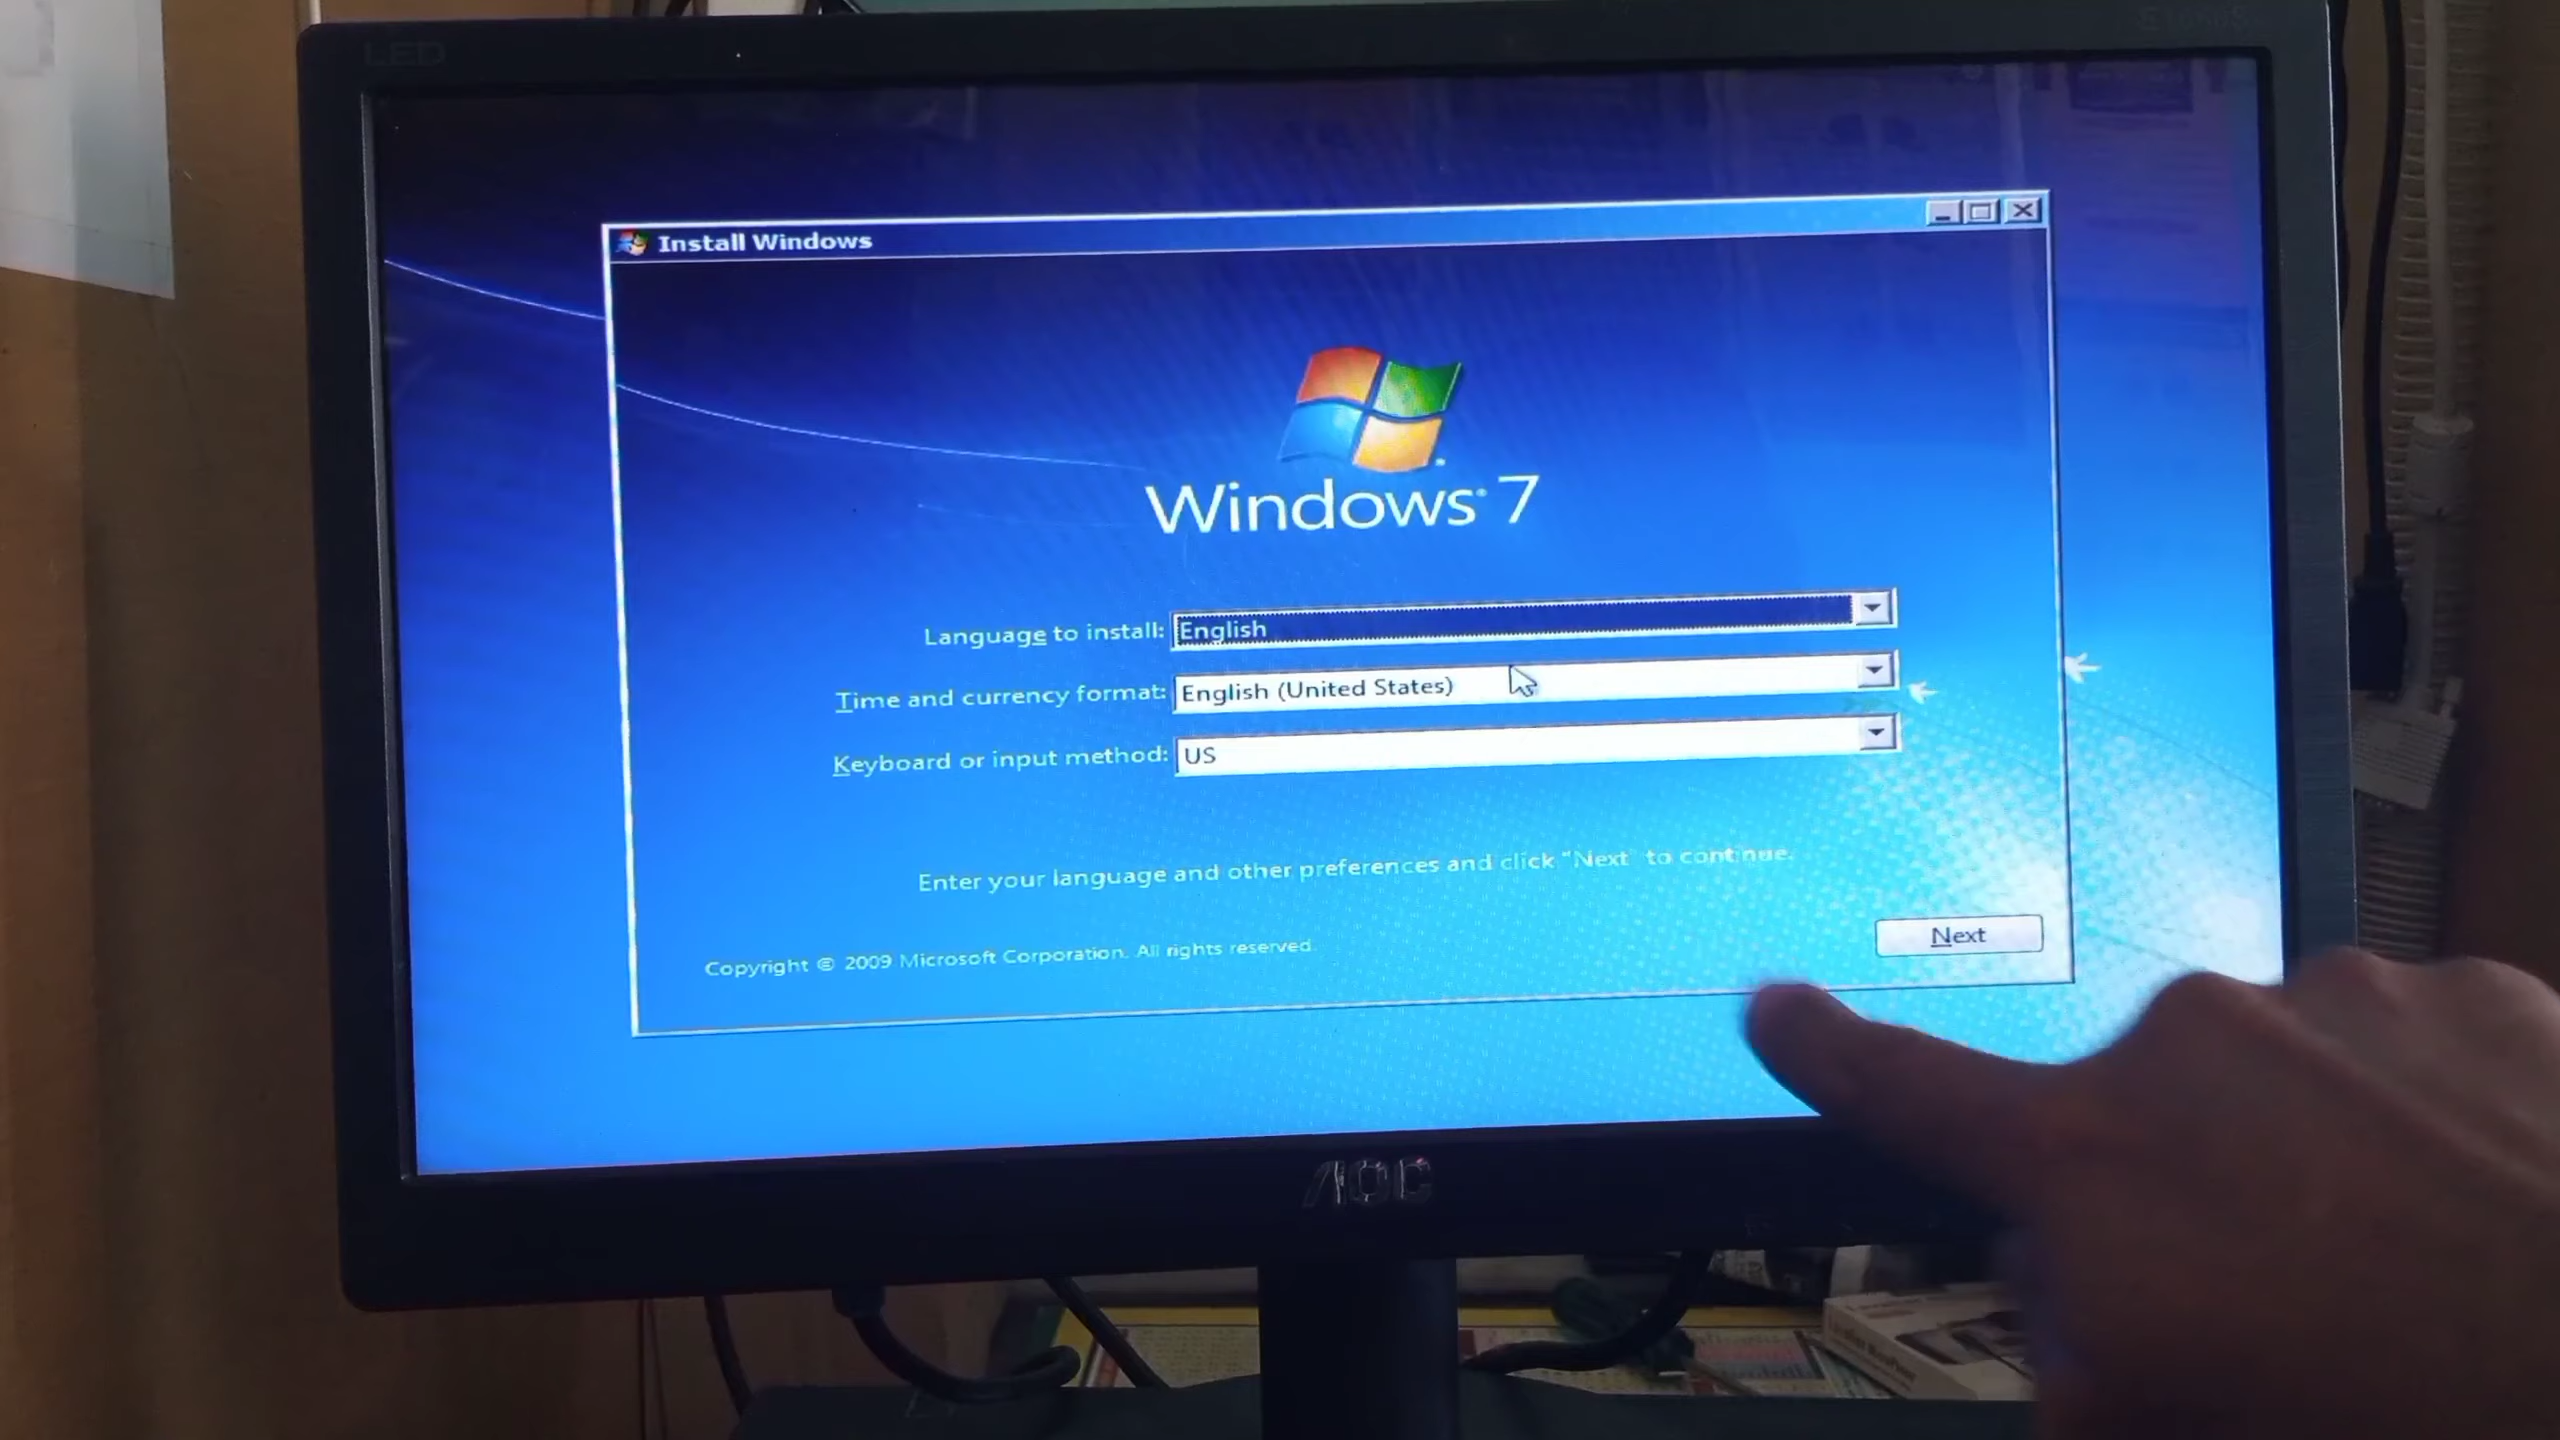 LED
Install Windows
Windows® 7
Language to install: English
Time and currency format: English (United States)
Keyboard or input method: US
Enter your language and other preferences and click "Next" to continue.
Next
Copyright © 2009 Microsoft Corporation. All rights reserved.
AOC